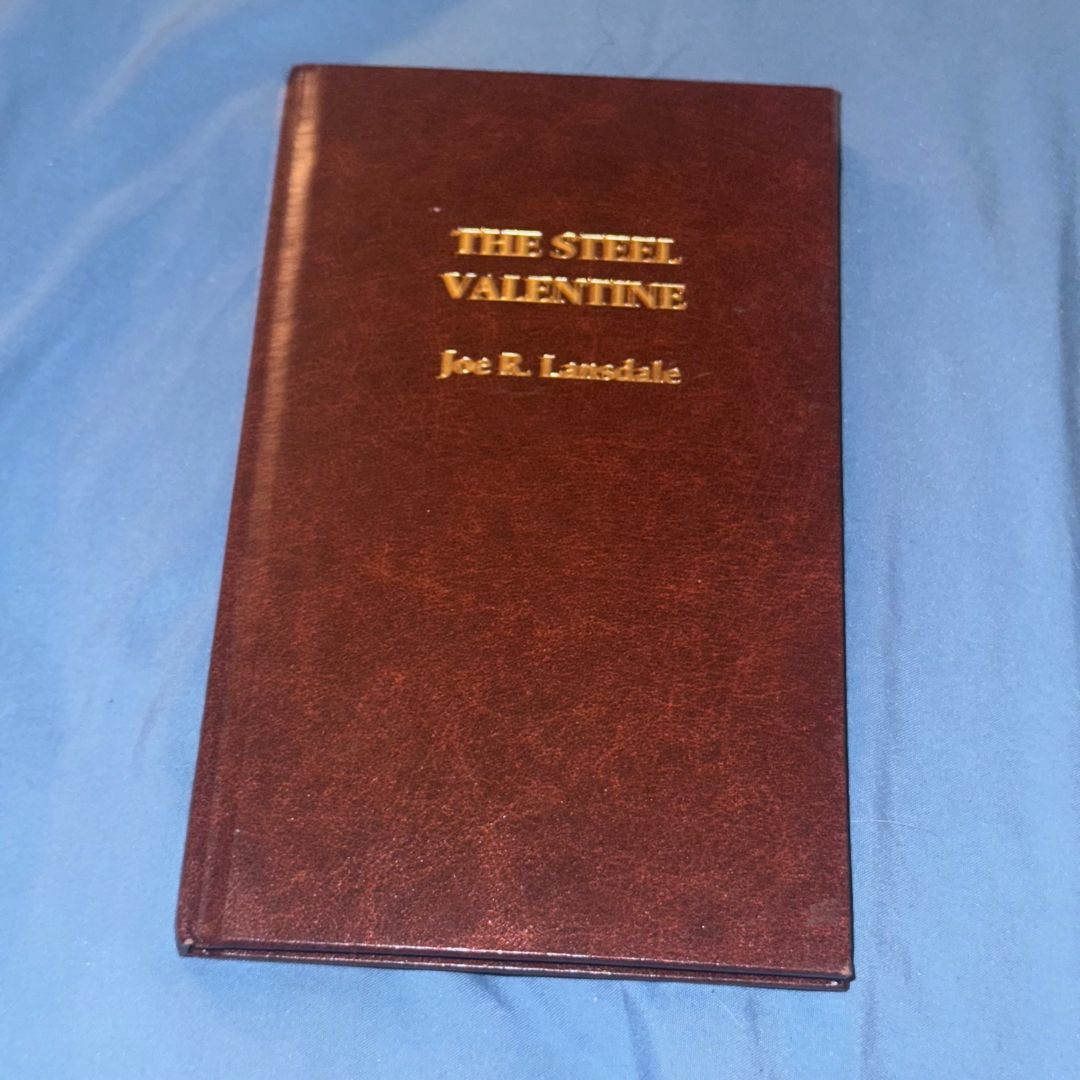 THE STEEL
VALENTINE
Joe R. Lansdale